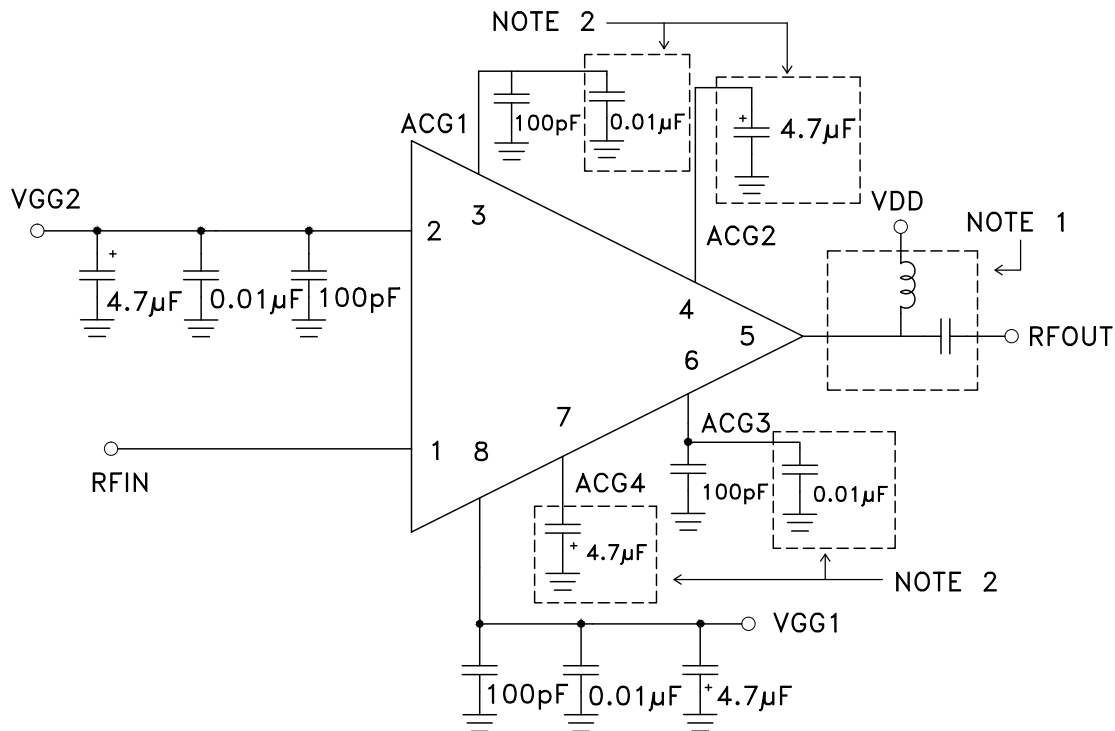 NOTE 2
ACG1
100pF
0.01µF
4.7µF
VGG2
3
VDD
2
ACG2
NOTE 1
4.7µF
0.01µF
100pF
4
5
RFOUT
6
7
ACG3
1
8
RFIN
ACG4
100pF
0.01µF
4.7µF
NOTE 2
VGG1
100pF
0.01µF
4.7µF